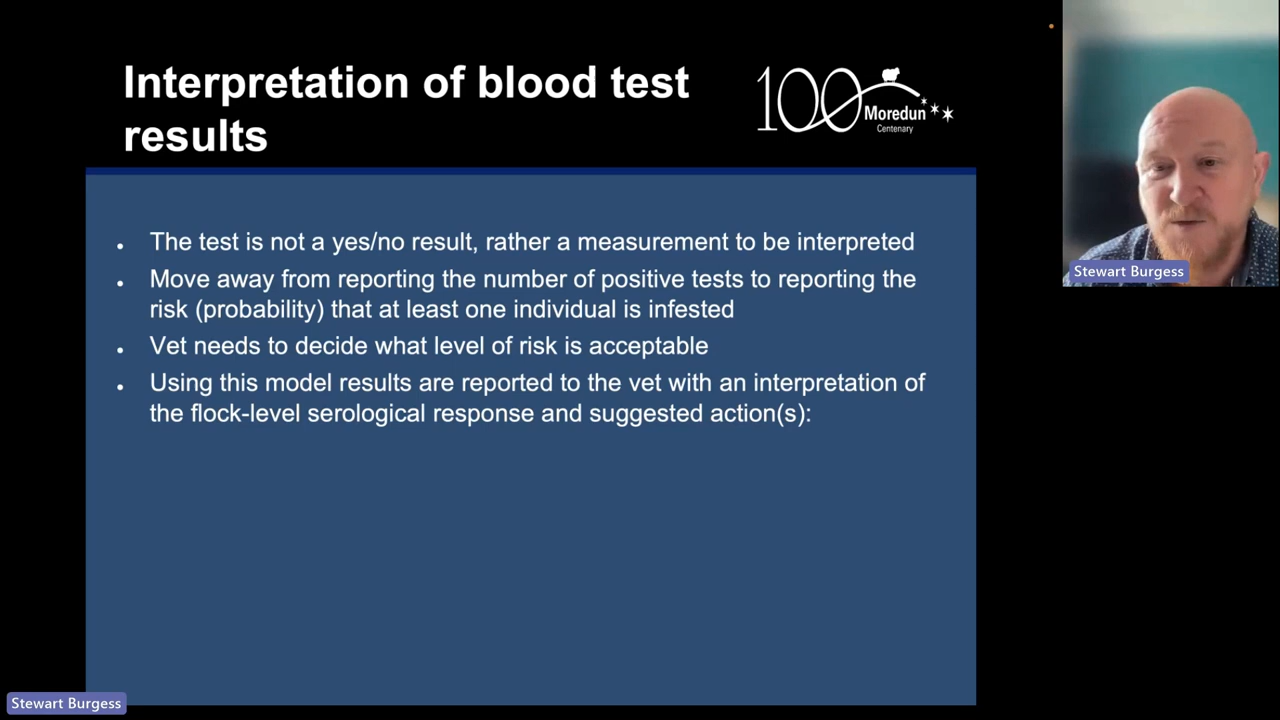 Interpretation of blood test
results
100
Moredun
Centenary
• The test is not a yes/no result, rather a measurement to be interpreted
• Move away from reporting the number of positive tests to reporting the
risk (probability) that at least one individual is infested
• Vet needs to decide what level of risk is acceptable
• Using this model results are reported to the vet with an interpretation of
the flock-level serological response and suggested action(s):
Stewart Burgess
Stewart Burgess